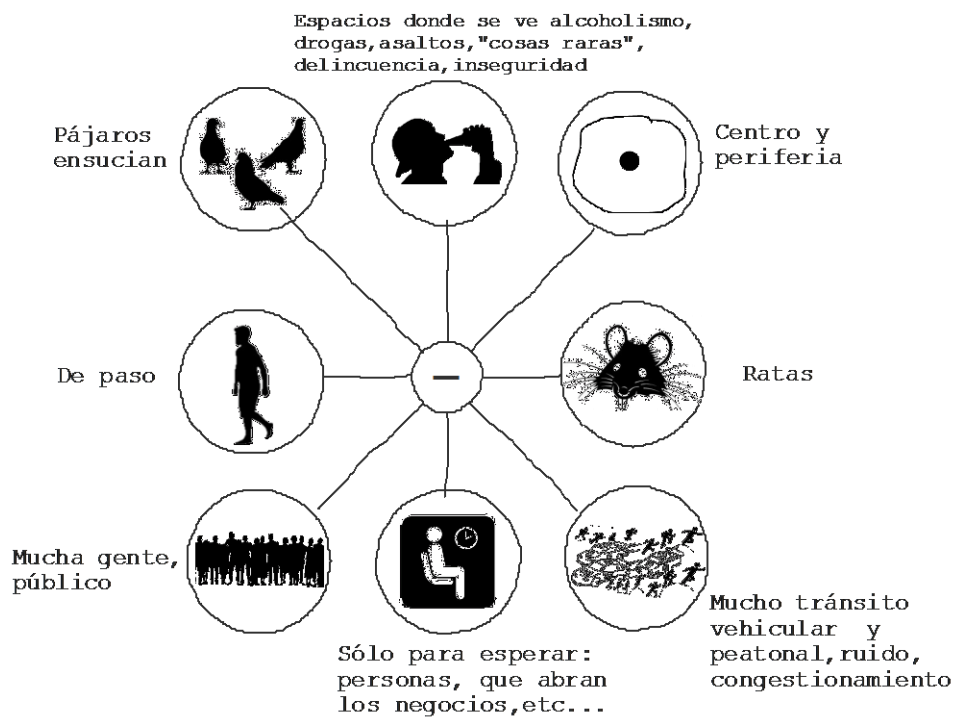 Espacios donde se ve alcoholismo,
drogas,asaltos,"cosas raras",
delincuencia,inseguridad
Pájaros
ensucian
Centro y
periferia
De paso
Ratas
Mucha gente,
público
Sólo para esperar:
personas, que abran
los negocios,etc...
Mucho tránsito
vehicular y
peatonal,ruido,
congestionamiento